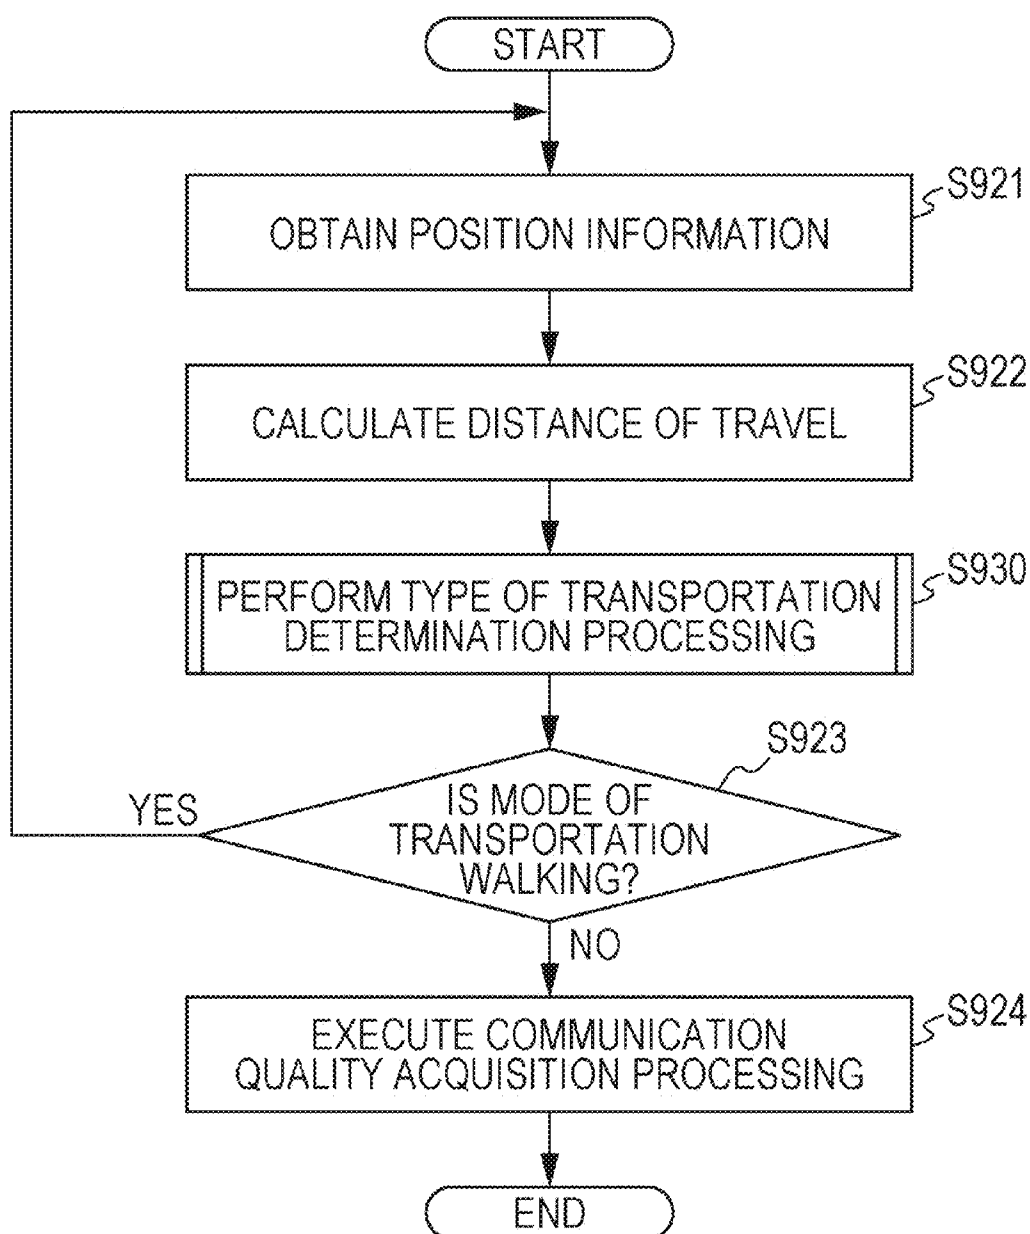 START
S921
OBTAIN POSITION INFORMATION
S922
CALCULATE DISTANCE OF TRAVEL
S930
PERFORM TYPE OF TRANSPORTATION
DETERMINATION PROCESSING
S923
YES
IS MODE OF
TRANSPORTATION
WALKING?
NO
S924
EXECUTE COMMUNICATION
QUALITY ACQUISITION PROCESSING
END